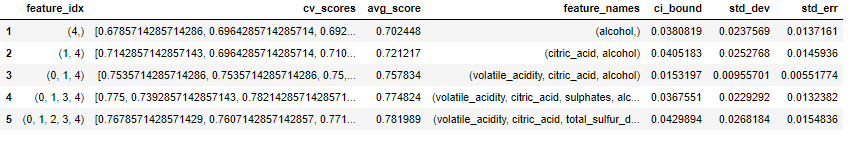 feature_idx cv_scores avg_score feature_names ci_bound std_dev std_err
1 (4,) [0.6785714285714286, 0.6964285714285714, 0.692... 0.702448 (alcohol,) 0.0380819 0.0237569 0.0137161
2 (1, 4) [0.7142857142857143, 0.6964285714285714, 0.710... 0.721217 (citric_acid, alcohol) 0.0405183 0.0252768 0.0145936
3 (0, 1, 4) [0.7535714285714286, 0.7535714285714286, 0.75,... 0.757834 (volatile_acidity, citric_acid, alcohol) 0.0153197 0.00955701 0.00551774
4 (0, 1, 3, 4) [0.775, 0.7392857142857143, 0.7821428571428571... 0.774824 (volatile_acidity, citric_acid, sulphates, alc... 0.0367551 0.0229292 0.0132382
5 (0, 1, 2, 3, 4) [0.7678571428571429, 0.7607142857142857, 0.771... 0.781989 (volatile_acidity, citric_acid, total_sulfur_d... 0.0429894 0.0268184 0.0154836